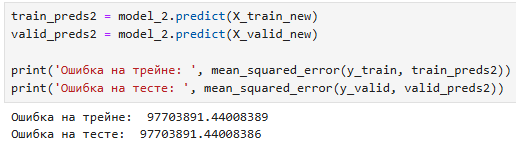 train_preds2 = model_2.predict(X_train_new)
valid_preds2 = model_2.predict(X_valid_new)
print('Ошибка на трейне: ', mean_squared_error(y_train, train_preds2))
print('Ошибка на тесте: ', mean_squared_error(y_valid, valid_preds2))
Ошибка на трейне:  97703891.44008389
Ошибка на тесте:  97703891.44008386